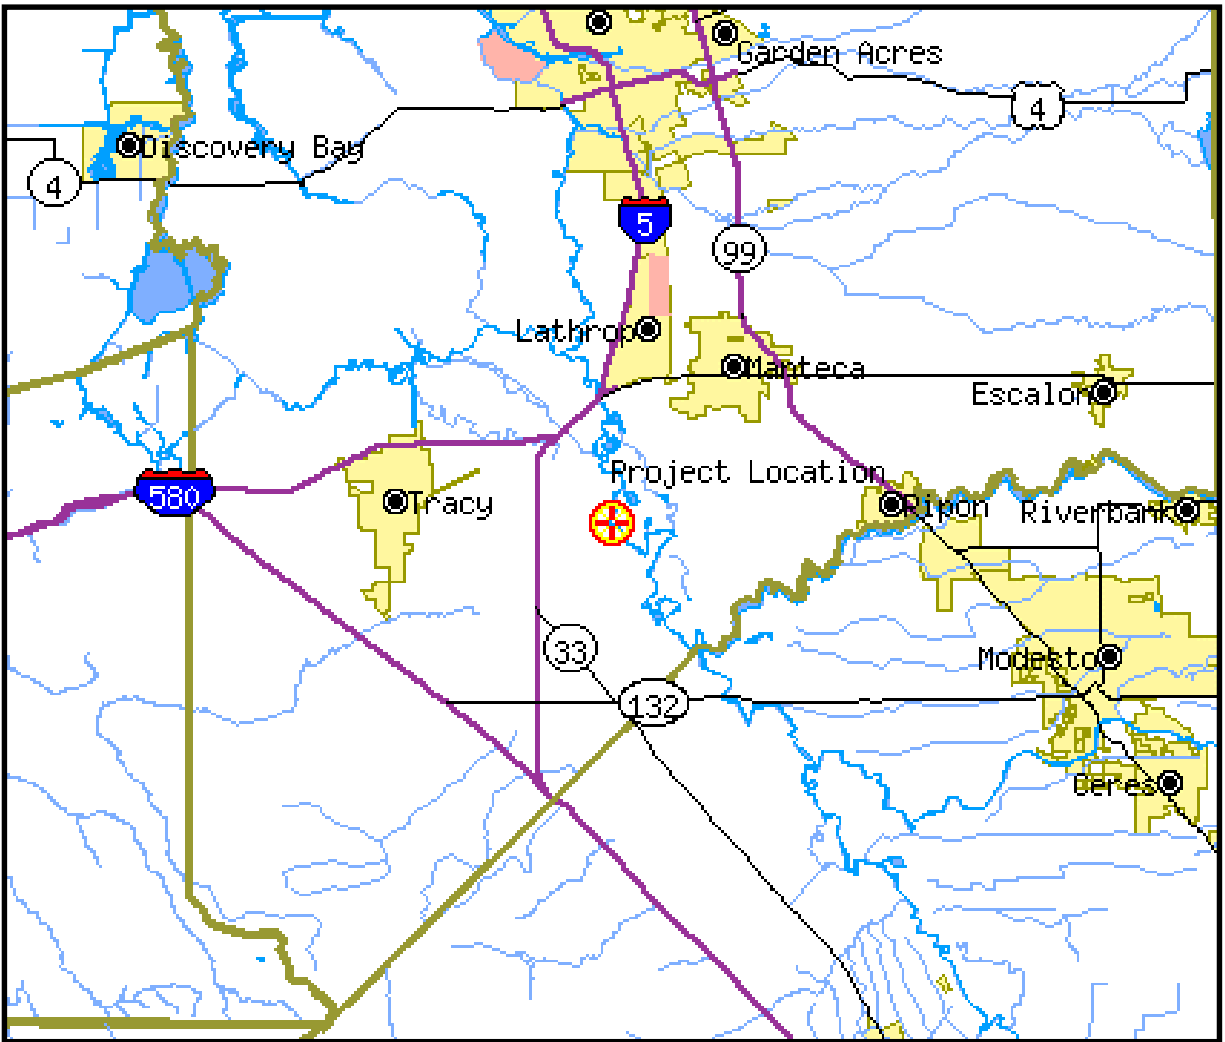 Garden Acres
4
Discovery Bay
4
5
99
Lathrop
Manteca
Escalon
Project Location
580
Tracy
Ripon
Riverbank
33
Modesto
132
Ceres